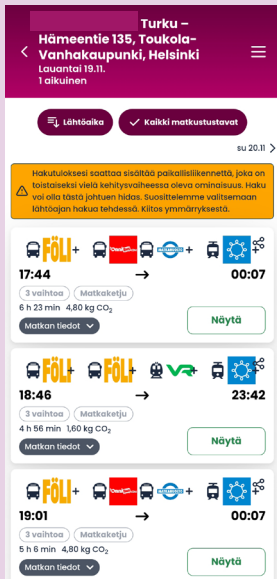 Turku –
Hämeentie 135, Toukola-
Vanhakaupunki, Helsinki
Lauantai 19.11.
1 aikuinen
Lähtöaika
Kaikki matkustustavat
su 20.11
Hakutuloksesi saattaa sisältää paikallisliikennettä, joka on
toistaiseksi vielä kehitysvaiheessa oleva ominaisuus. Haku
voi olla tästä johtuen hidas. Suosittelemme valitsemaan
lähtöajan hakua tehdessä. Kiitos ymmärryksestä.
FÖLI + OnniBus + MATKAHUOLTO +
17:44 → 00:07
3 vaihtoa Matkaketju
6 h 23 min 4,80 kg CO₂
Matkan tiedot
Näytä
FÖLI + FÖLI + VR +
18:46 → 23:42
3 vaihtoa Matkaketju
4 h 56 min 1,60 kg CO₂
Matkan tiedot
Näytä
FÖLI + OnniBus + MATKAHUOLTO +
19:01 → 00:07
3 vaihtoa Matkaketju
5 h 6 min 4,80 kg CO₂
Matkan tiedot
Näytä